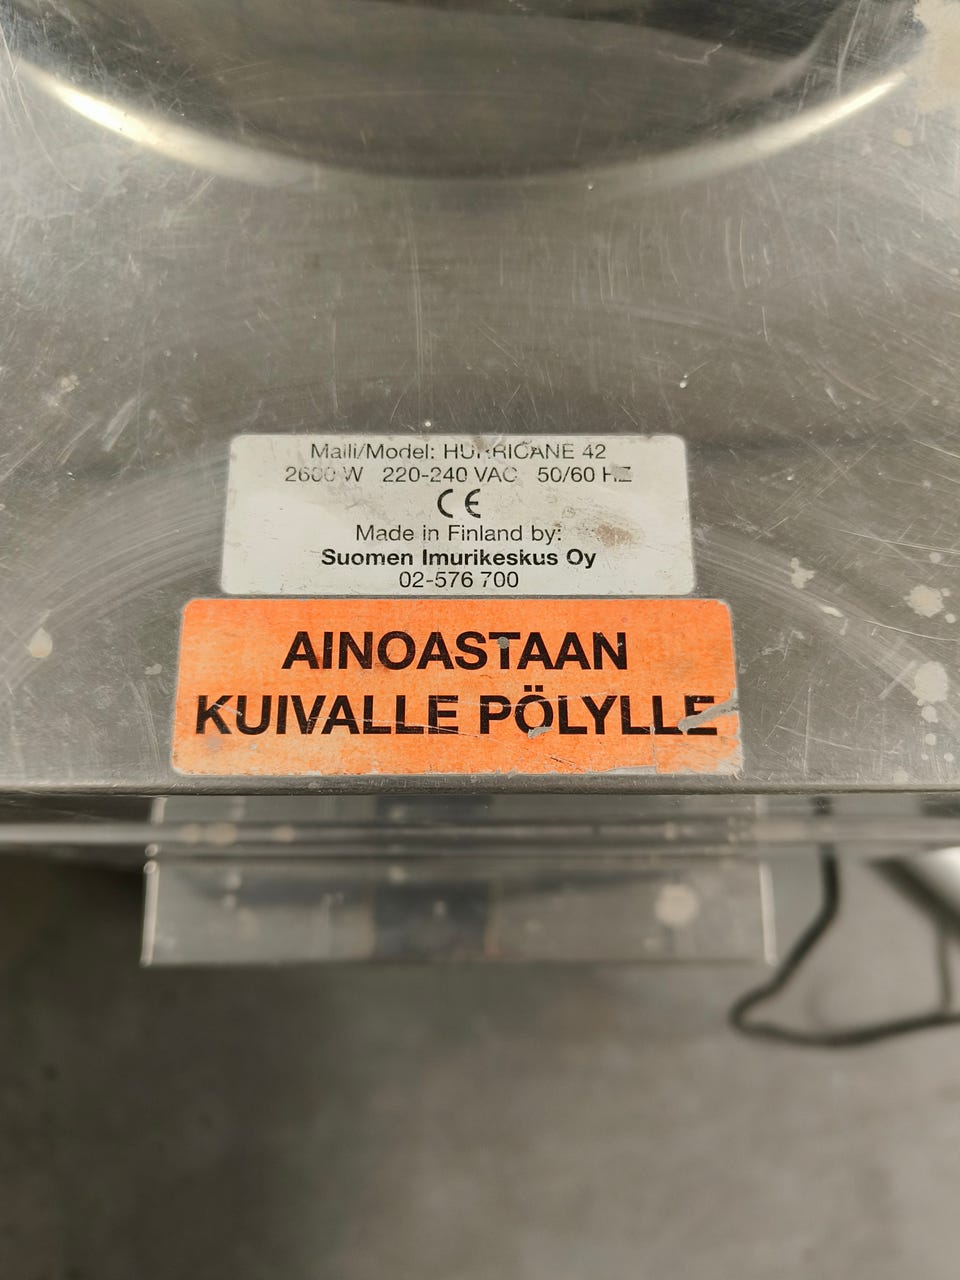 Malli/Model: HURRICANE 42
2600 W 220-240 VAC 50/60 HZ
CE
Made in Finland by:
Suomen Imurikeskus Oy
02-576 700
AINOASTAAN
KUIVALLE PÖLYLLE